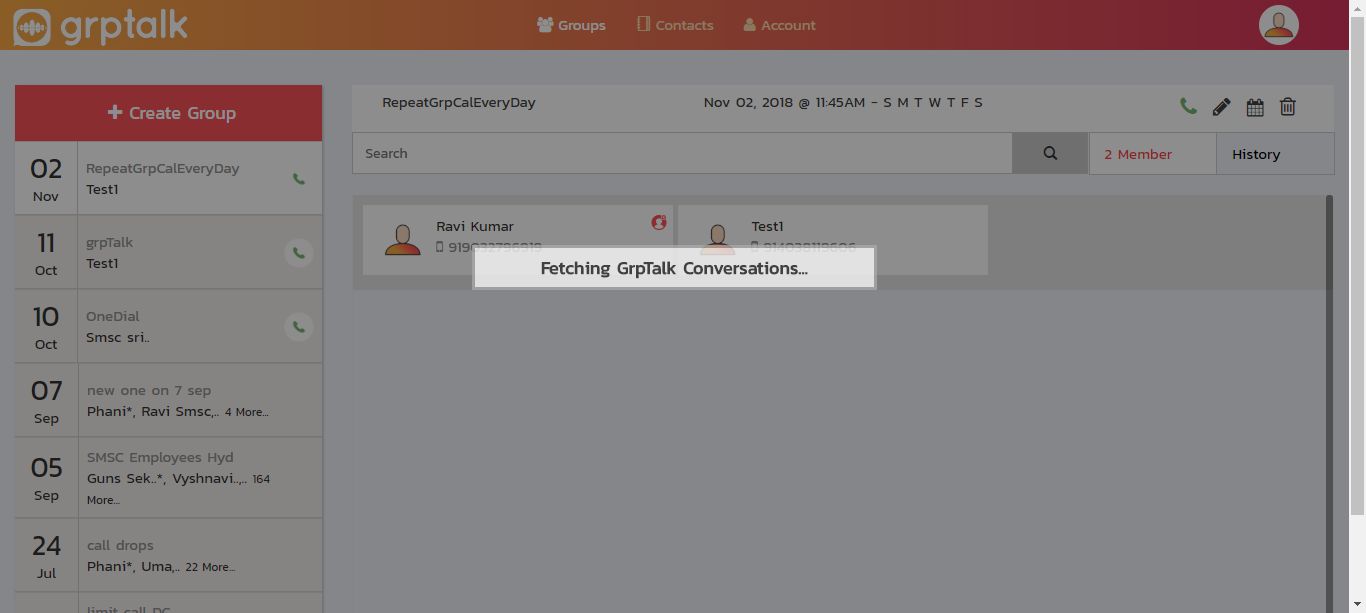 grptalk
Groups
Contacts
Account
Create Group
02
Nov
RepeatGrpCalEveryDay
Test1
11
Oct
grpTalk
Test1
10
Oct
OneDial
Smsc sri..
07
Sep
new one on 7 sep
Phani*, Ravi Smsc,.. 4 More...
05
Sep
SMSC Employees Hyd
Guns Sek..*, Vyshnavi..,.. 164
More...
24
Jul
call drops
Phani*, Uma,.. 22 More...
limit call DC
RepeatGrpCalEveryDay
Nov 02, 2018 @ 11:45AM - S M T W T F S
Search
2 Member
History
Ravi Kumar
Test1
Fetching GrpTalk Conversations...